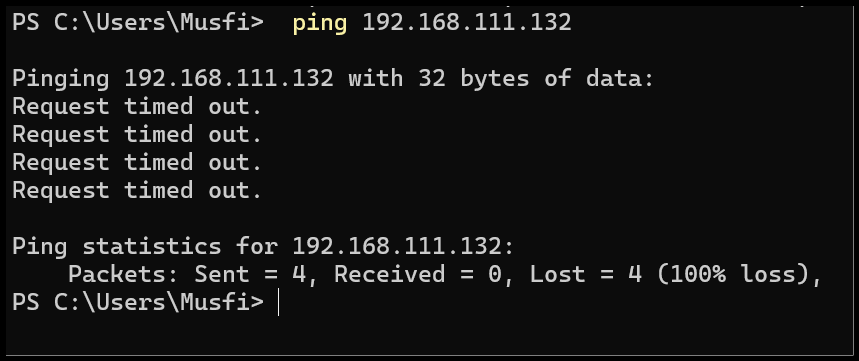 PS C:\Users\Musfi>  ping 192.168.111.132

Pinging 192.168.111.132 with 32 bytes of data:
Request timed out.
Request timed out.
Request timed out.
Request timed out.

Ping statistics for 192.168.111.132:
    Packets: Sent = 4, Received = 0, Lost = 4 (100% loss),
PS C:\Users\Musfi>